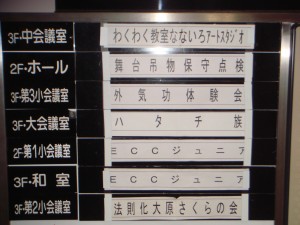 3F・中会議室・ わくわく教室なないろアートスタジオ
2F・ホール 舞台吊物保守点検
3F・第3小会議室 外気功体験会
3F・大会議室 ハタチ族
2F・第1小会議室 ECCジュニア
3F・和室 ECCジュニア
3F・第2小会議室 法則化大原さくらの会